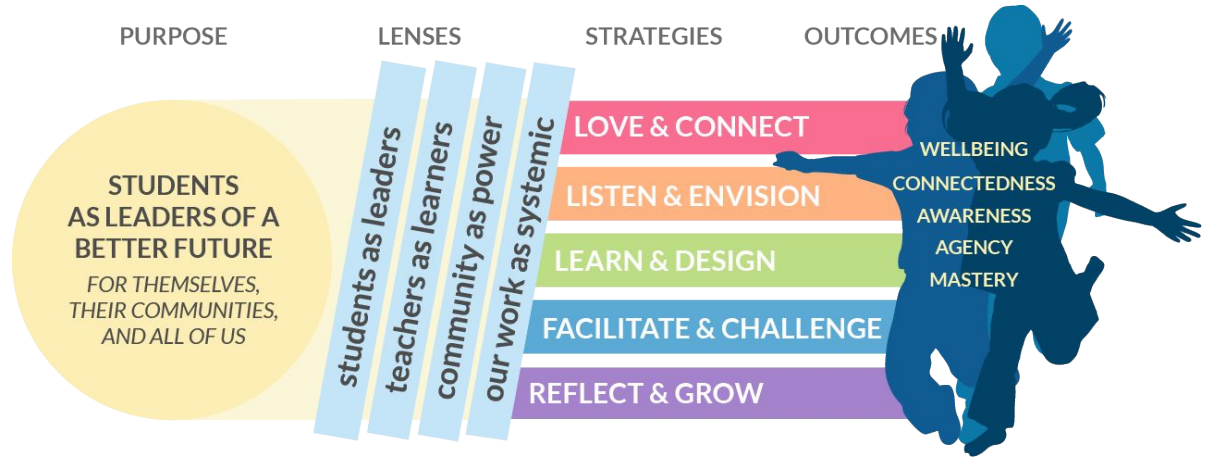 PURPOSE
LENSES
STRATEGIES
OUTCOMES
STUDENTS
AS LEADERS OF A
BETTER FUTURE
FOR THEMSELVES,
THEIR COMMUNITIES,
AND ALL OF US
students as leaders
teachers as learners
community as power
our work as systemic
LOVE & CONNECT
LISTEN & ENVISION
LEARN & DESIGN
FACILITATE & CHALLENGE
REFLECT & GROW
WELLBEING
CONNECTEDNESS
AWARENESS
AGENCY
MASTERY